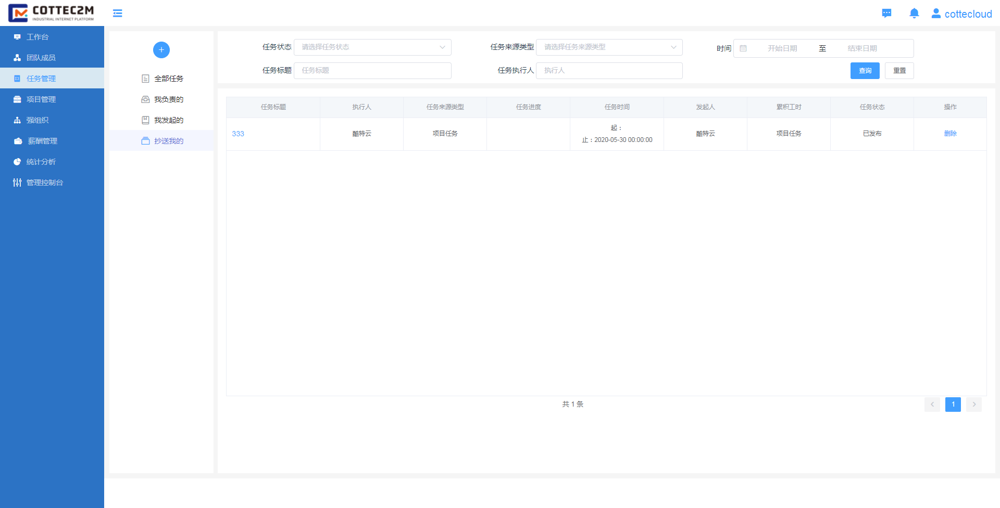 COTTEC2M
INDUSTRIAL INTERNET PLATFORM
cottecloud
工作台
团队成员
任务管理
项目管理
强组织
薪酬管理
统计分析
管理控制台
全部任务
我负责的
我发起的
抄送我的
任务状态 请选择任务状态 任务来源类型 请选择任务来源类型 时间 开始日期 至 结束日期
任务标题 任务标题 任务执行人 执行人 查询 重置
任务标题 执行人 任务来源类型 任务进度 任务时间 发起人 累积工时 任务状态 操作
333 酷特云 项目任务 起： 酷特云 项目任务 已发布 删除
止：2020-05-30 00:00:00
共 1 条 1